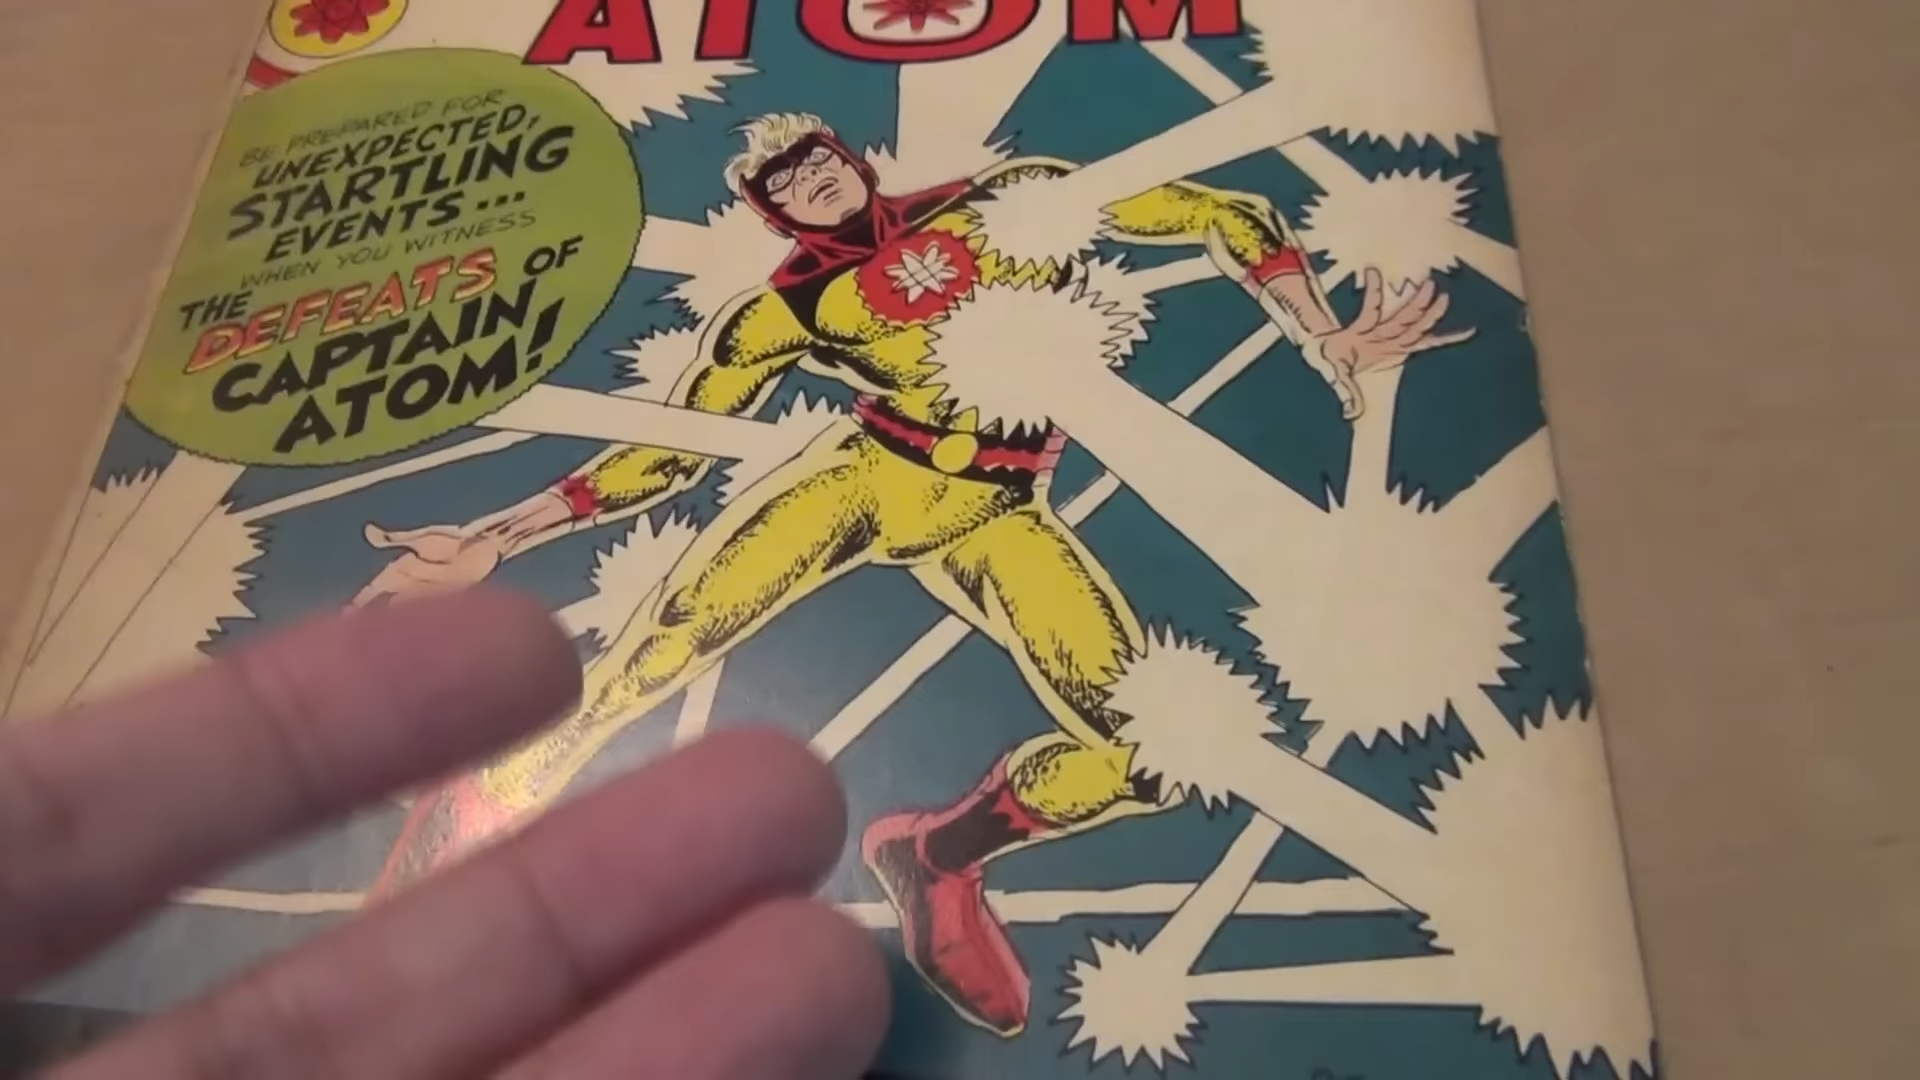 ATOM
BE PREPARED FOR
UNEXPECTED,
STARTLING
EVENTS...
WHEN YOU WITNESS
THE DEFEATS OF
CAPTAIN
ATOM!